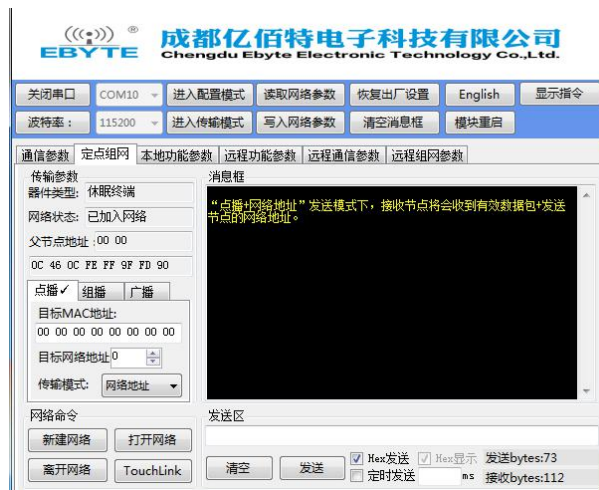 EBYTE ®
成都亿佰特电子科技有限公司
Chengdu Ebyte Electronic Technology Co.,Ltd.
关闭串口 COM10 进入配置模式 读取网络参数 恢复出厂设置 English 显示指令
波特率: 115200 进入传输模式 写入网络参数 清空消息框 模块重启
通信参数 定点组网 本地功能参数 远程功能参数 远程通信参数 远程组网参数
传输参数
器件类型: 休眠终端
网络状态: 已加入网络
父节点地址:00 00
0C 46 0C FE FF 9F FD 90
点播✓ 组播 广播
目标MAC地址:
00 00 00 00 00 00 00 00
目标网络地址 0
传输模式: 网络地址
消息框
“点播+网络地址”发送模式下，接收节点将会收到有效数据包+发送
节点的网络地址。
网络命令
新建网络 打开网络
离开网络 TouchLink
发送区
清空 发送
Hex发送 Hex显示 发送bytes:73
定时发送 ms 接收bytes:112